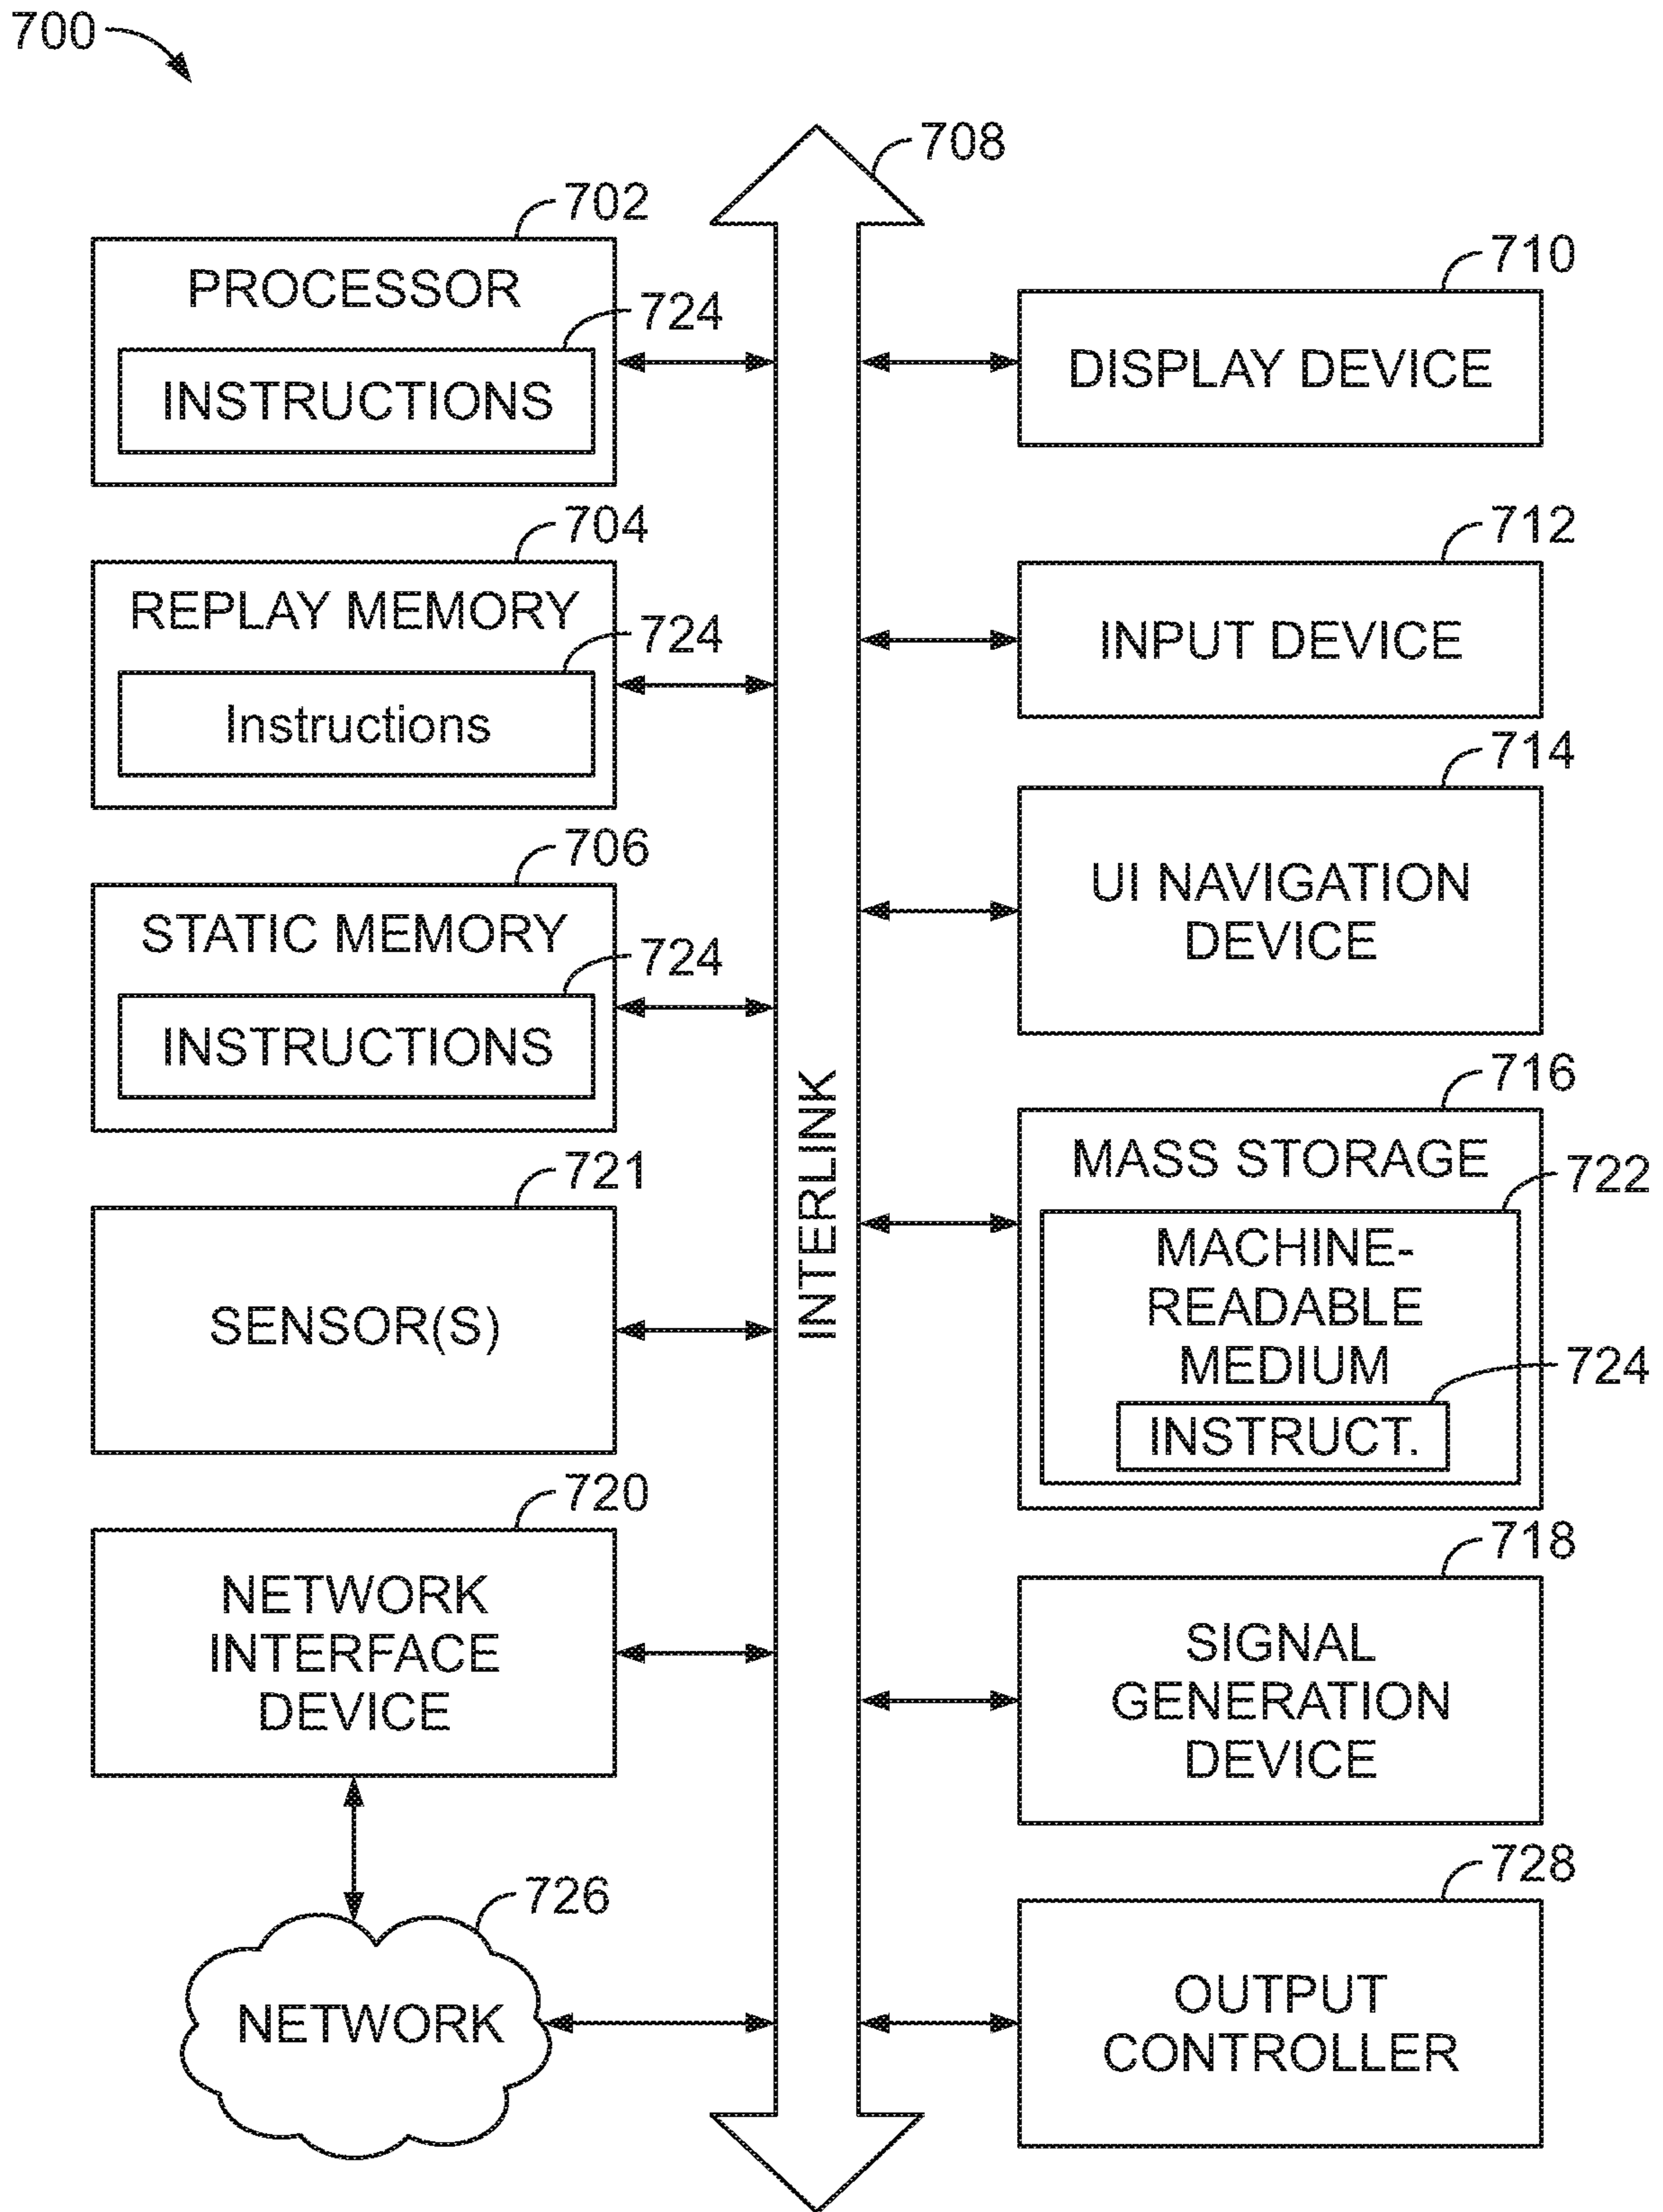 700
708
702
PROCESSOR
724
INSTRUCTIONS
704
REPLAY MEMORY
724
Instructions
706
STATIC MEMORY
724
INSTRUCTIONS
721
SENSOR(S)
720
NETWORK
INTERFACE
DEVICE
726
NETWORK
INTERLINK
710
DISPLAY DEVICE
712
INPUT DEVICE
714
UI NAVIGATION
DEVICE
716
MASS STORAGE
722
MACHINE-
READABLE
MEDIUM
724
INSTRUCT.
718
SIGNAL
GENERATION
DEVICE
728
OUTPUT
CONTROLLER